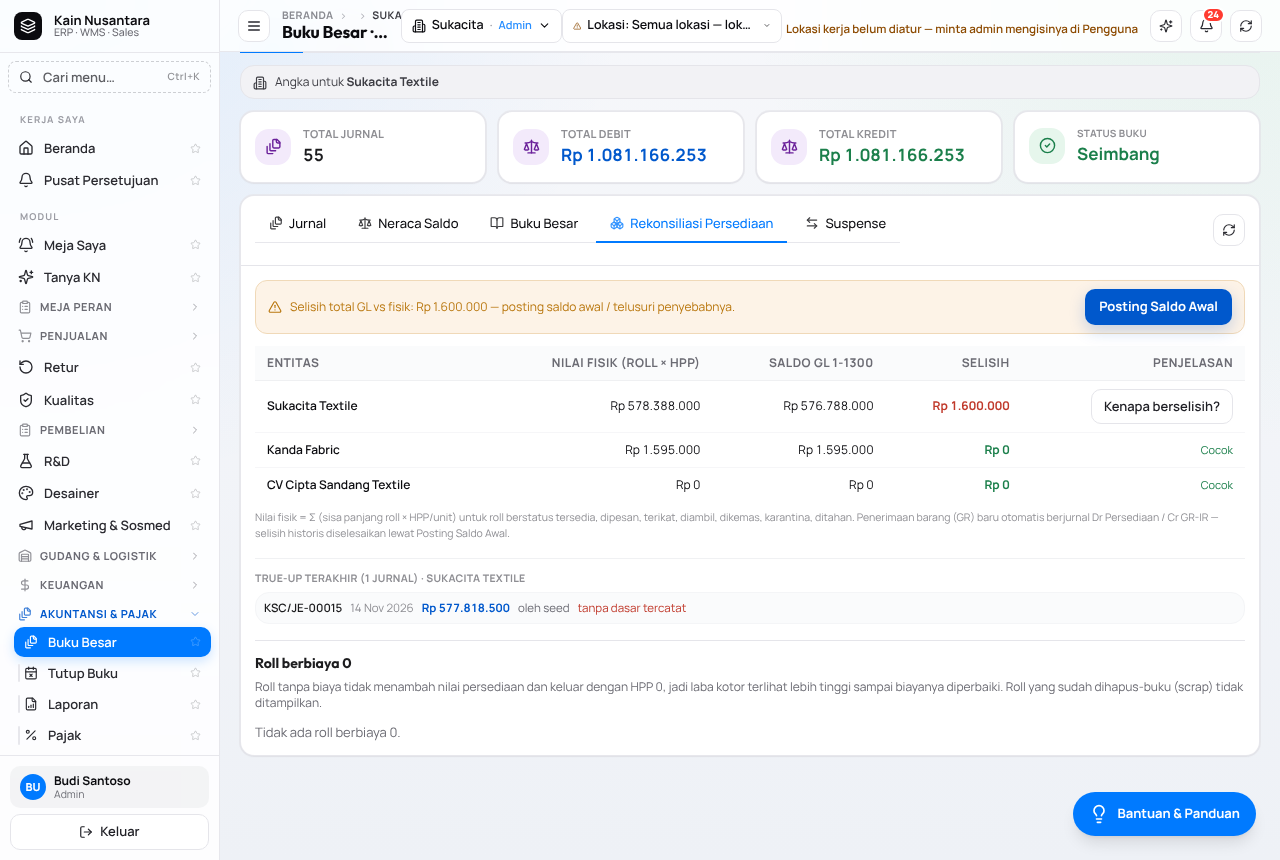 Kain Nusantara
ERP · WMS · Sales
Cari menu...
Ctrl+K
KERJA SAYA
Beranda
Pusat Persetujuan
MODUL
Meja Saya
Tanya KN
MEJA PERAN
PENJUALAN
Retur
Kualitas
PEMBELIAN
R&D
Desainer
Marketing & Sosmed
GUDANG & LOGISTIK
KEUANGAN
AKUNTANSI & PAJAK
Buku Besar
Tutup Buku
Laporan
Pajak
BU
Budi Santoso
Admin
Keluar
BERANDA > > SUKA
Buku Besar ·...
Sukacita · Admin
Lokasi: Semua lokasi — lok...
Lokasi kerja belum diatur — minta admin mengisinya di Pengguna
24
Angka untuk Sukacita Textile
TOTAL JURNAL
55
TOTAL DEBIT
Rp 1.081.166.253
TOTAL KREDIT
Rp 1.081.166.253
STATUS BUKU
Seimbang
Jurnal
Neraca Saldo
Buku Besar
Rekonsiliasi Persediaan
Suspense
Selisih total GL vs fisik: Rp 1.600.000 — posting saldo awal / telusuri penyebabnya.
Posting Saldo Awal
ENTITAS NILAI FISIK (ROLL × HPP) SALDO GL 1-1300 SELISIH PENJELASAN
Sukacita Textile Rp 578.388.000 Rp 576.788.000 Rp 1.600.000 Kenapa berselisih?
Kanda Fabric Rp 1.595.000 Rp 1.595.000 Rp 0 Cocok
CV Cipta Sandang Textile Rp 0 Rp 0 Rp 0 Cocok
Nilai fisik = Σ (sisa panjang roll × HPP/unit) untuk roll berstatus tersedia, dipesan, terikat, diambil, dikemas, karantina, ditahan. Penerimaan barang (GR) baru otomatis berjurnal Dr Persediaan / Cr GR-IR —
selisih historis diselesaikan lewat Posting Saldo Awal.
TRUE-UP TERAKHIR (1 JURNAL) · SUKACITA TEXTILE
KSC/JE-00015 14 Nov 2026 Rp 577.818.500 oleh seed tanpa dasar tercatat
Roll berbiaya 0
Roll tanpa biaya tidak menambah nilai persediaan dan keluar dengan HPP 0, jadi laba kotor terlihat lebih tinggi sampai biayanya diperbaiki. Roll yang sudah dihapus-buku (scrap) tidak
ditampilkan.
Tidak ada roll berbiaya 0.
Bantuan & Panduan